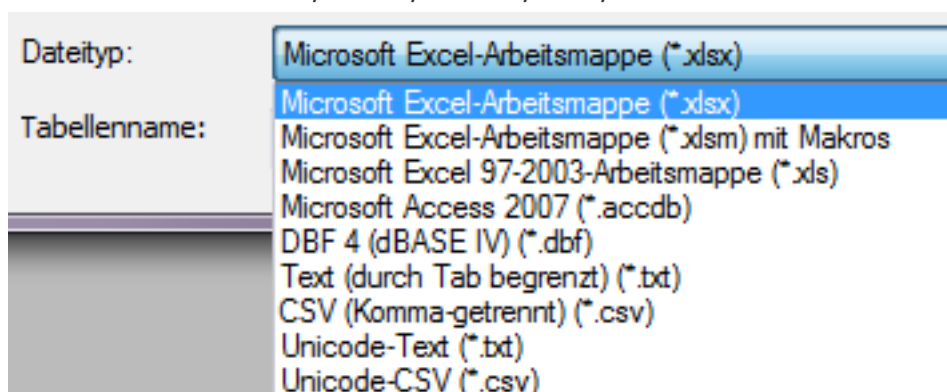 Dateityp:
Microsoft Excel-Arbeitsmappe (*.xlsx)
Microsoft Excel-Arbeitsmappe (*.xlsx)
Tabellenname:
Microsoft Excel-Arbeitsmappe (*.xlsm) mit Makros
Microsoft Excel 97-2003-Arbeitsmappe (*.xls)
Microsoft Access 2007 (*.accdb)
DBF 4 (dBASE IV) (*.dbf)
Text (durch Tab begrenzt) (*.txt)
CSV (Komma-getrennt) (*.csv)
Unicode-Text (*.txt)
Unicode-CSV (*.csv)